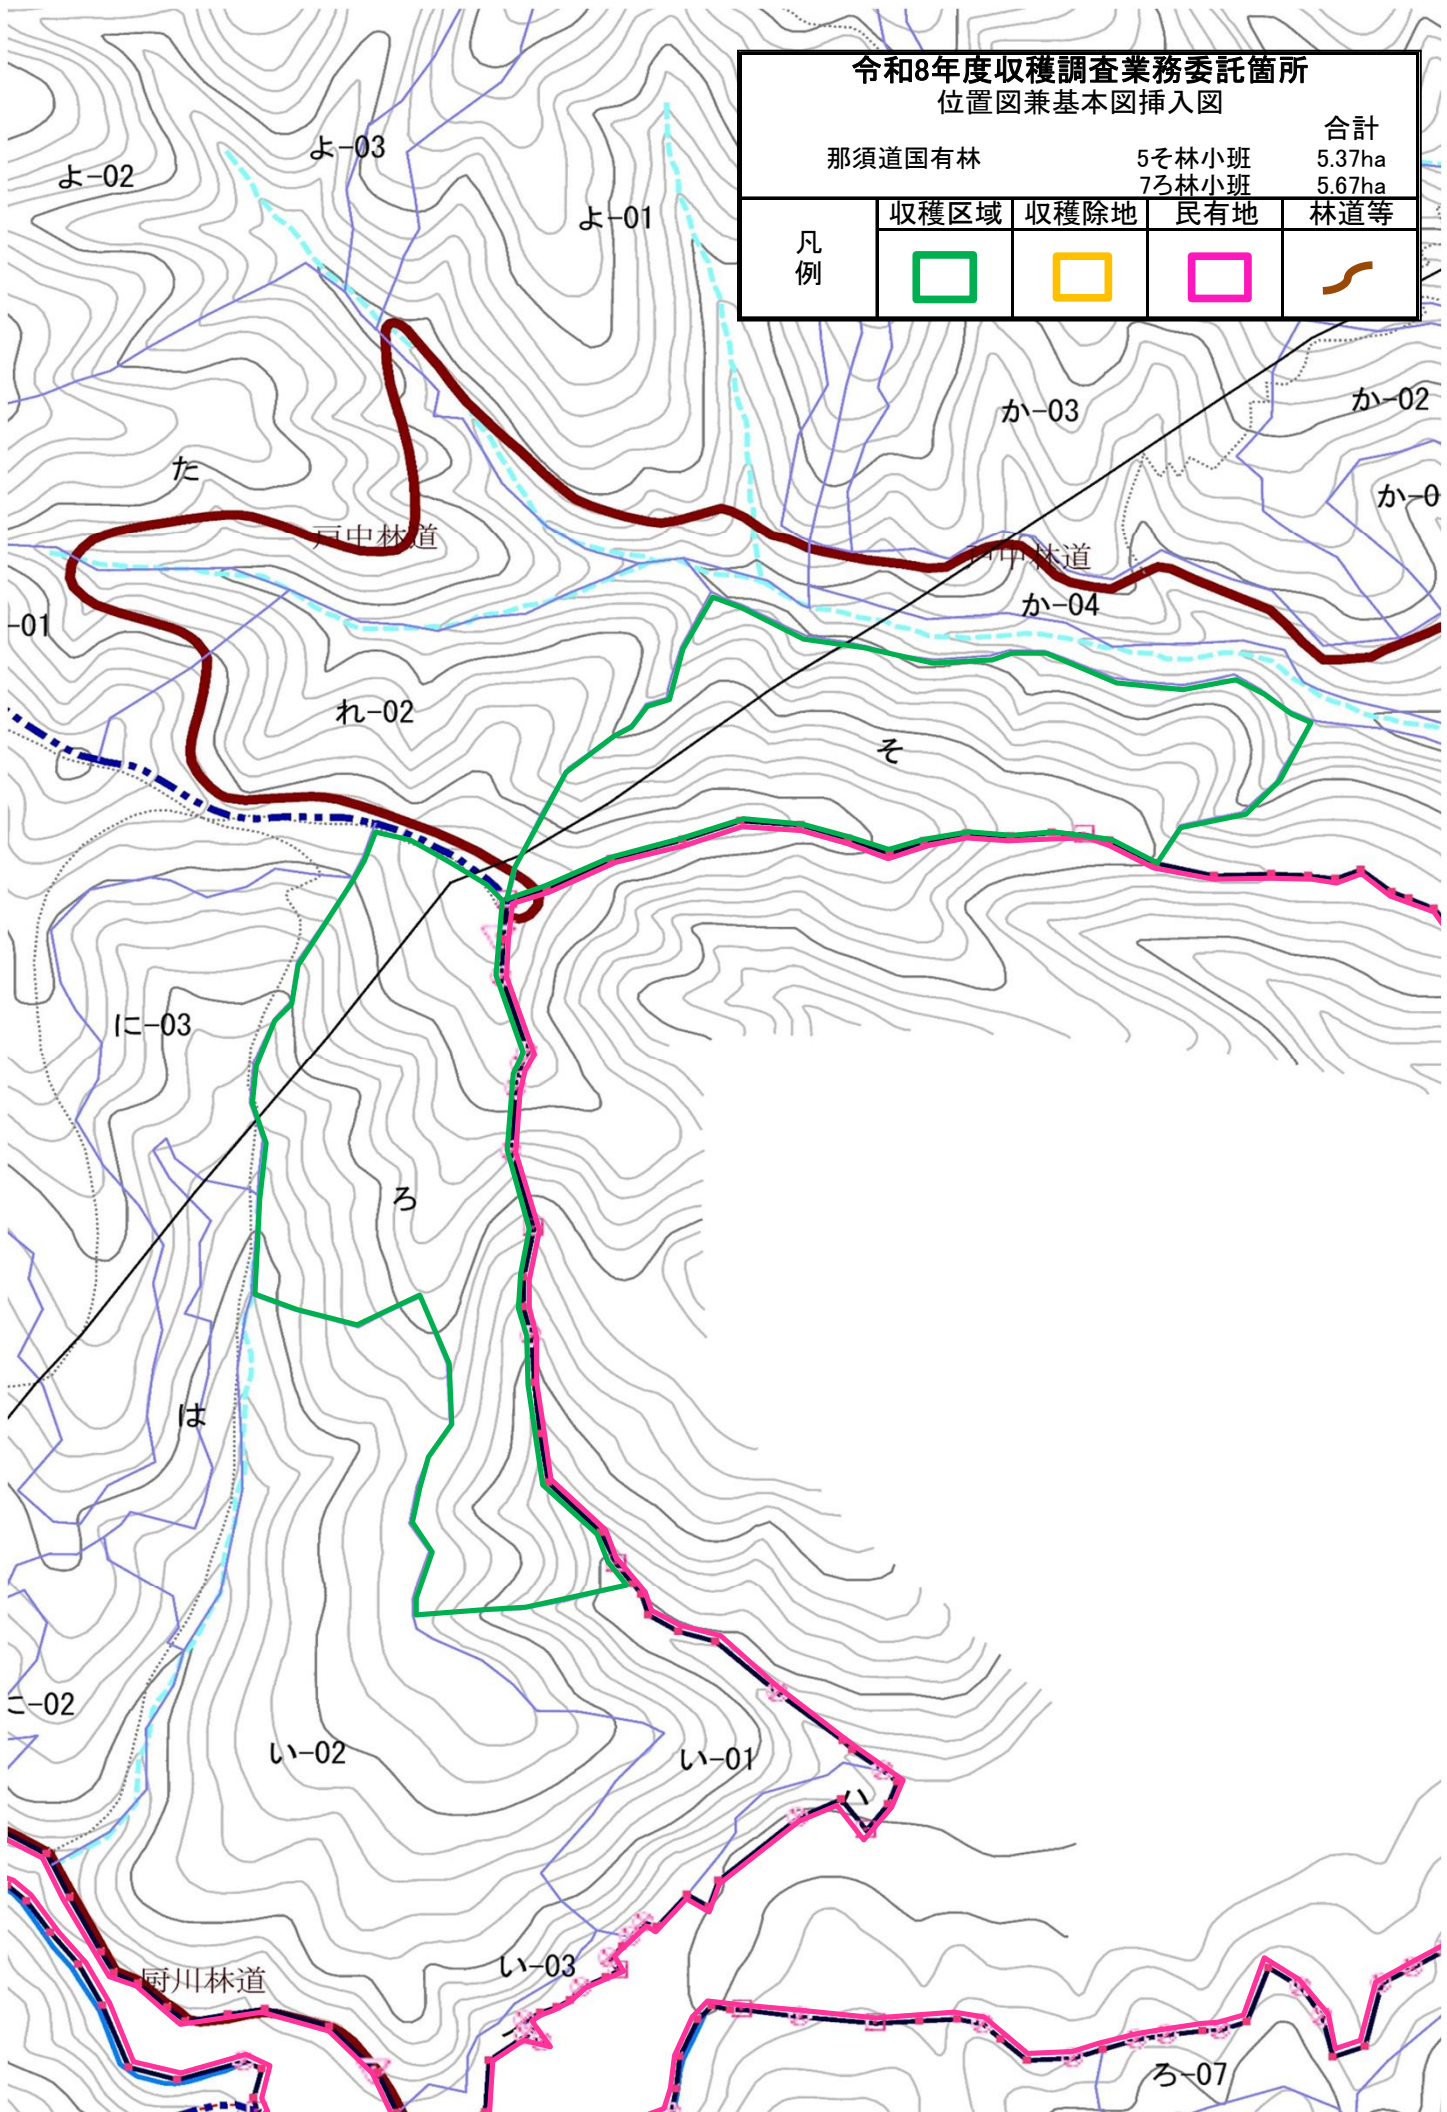 令和8年度収穫調査業務委託箇所
位置図兼基本図挿入図
合計
那須道国有林 5そ林小班 5.37ha
7ろ林小班 5.67ha
凡例 収穫区域 収穫除地 民有地 林道等
よ-03
よ-02
よ-01
か-03
か-02
た
か-0
戸中林道
戸中林道
か-04
-01
れ-02
そ
に-03
ろ
は
-02
い-02
い-01
ハ
い-03
厨川林道
イ
ろ-07